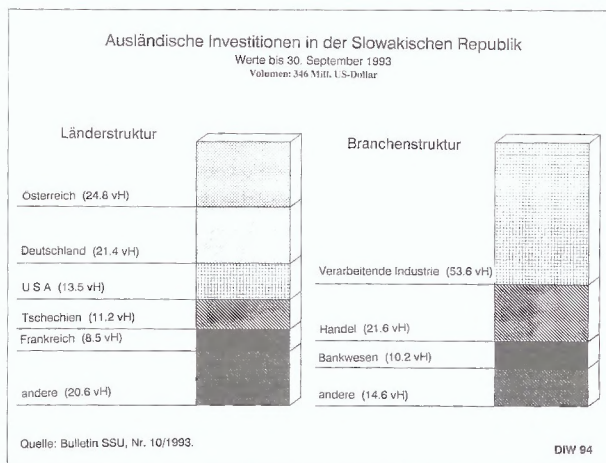 Ausländische Investitionen in der Slowakischen Republik
Werte bis 30. September 1993
Volumen: 346 Mill. US-Dollar
Länderstruktur
Österreich (24.8 vH)
Deutschland (21.4 vH)
U S A (13.5 vH)
Tschechien (11.2 vH)
Frankreich (8.5 vH)
andere (20.6 vH)
Branchenstruktur
Verarbeitende Industrie (53.6 vH)
Handel (21.6 vH)
Bankwesen (10.2 vH)
andere (14.6 vH)
Quelle: Bulletin SSU, Nr. 10/1993.
DIW 94